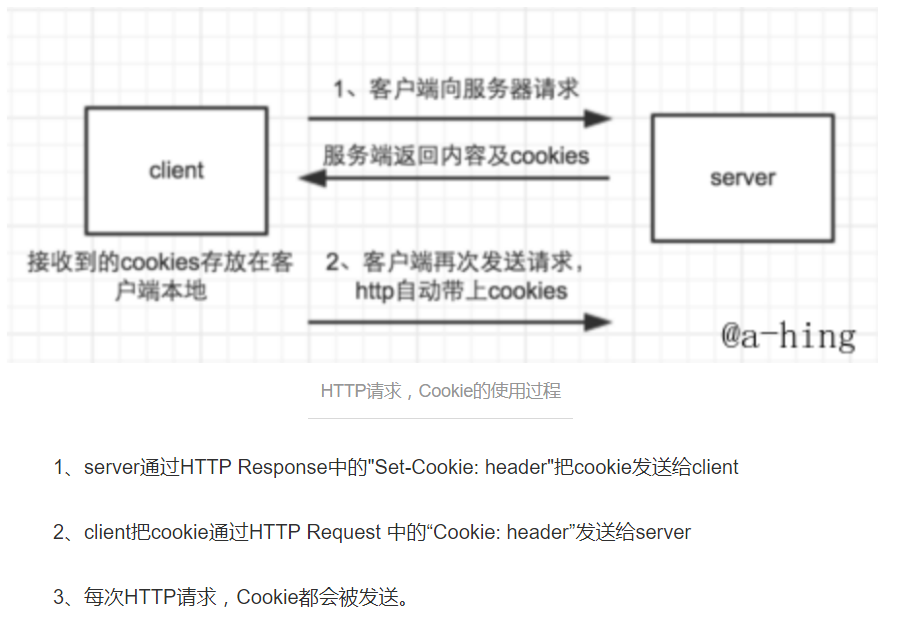 1、客户端向服务器请求
client
服务端返回内容及cookies
server
接收到的cookies存放在客
户端本地
2、客户端再次发送请求，
http自动带上cookies
@a-hing
HTTP请求，Cookie的使用过程
1、server通过HTTP Response中的"Set-Cookie: header"把cookie发送给client
2、client把cookie通过HTTP Request 中的“Cookie: header”发送给server
3、每次HTTP请求，Cookie都会被发送。